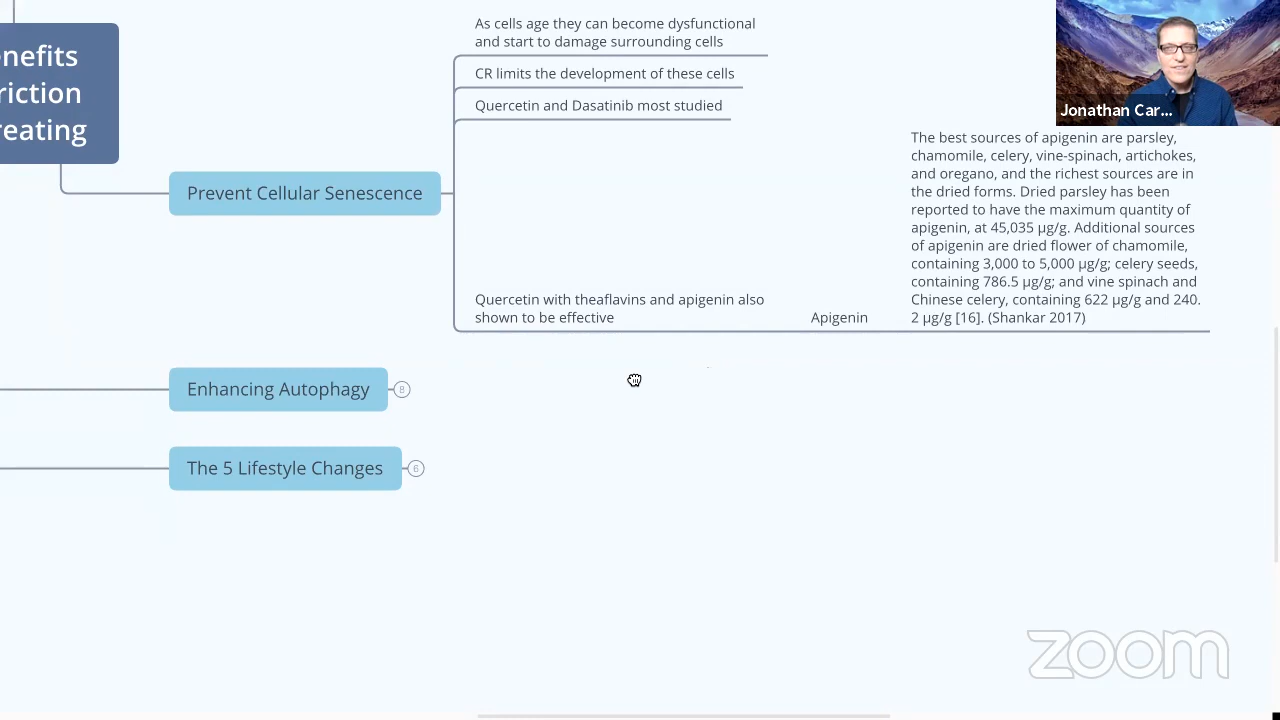 nefits
riction
reating
As cells age they can become dysfunctional
and start to damage surrounding cells
CR limits the development of these cells
Quercetin and Dasatinib most studied
Prevent Cellular Senescence
Quercetin with theaflavins and apigenin also
shown to be effective
Apigenin
The best sources of apigenin are parsley,
chamomile, celery, vine-spinach, artichokes,
and oregano, and the richest sources are in
the dried forms. Dried parsley has been
reported to have the maximum quantity of
apigenin, at 45,035 µg/g. Additional sources
of apigenin are dried flower of chamomile,
containing 3,000 to 5,000 µg/g; celery seeds,
containing 786.5 µg/g; and vine spinach and
Chinese celery, containing 622 µg/g and 240.
2 µg/g [16]. (Shankar 2017)
Jonathan Car...
Enhancing Autophagy
8
The 5 Lifestyle Changes
6
zoom